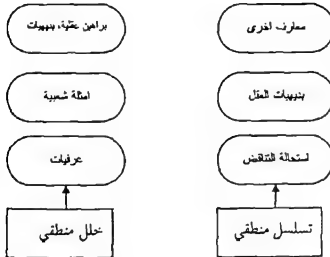 معارف اخرى
براهين عقلية، بديهيات
بديهيات العقل
امثلة شعبية
استحالة التناقض
عرفيات
تسلسل منطقي
خلل منطقي